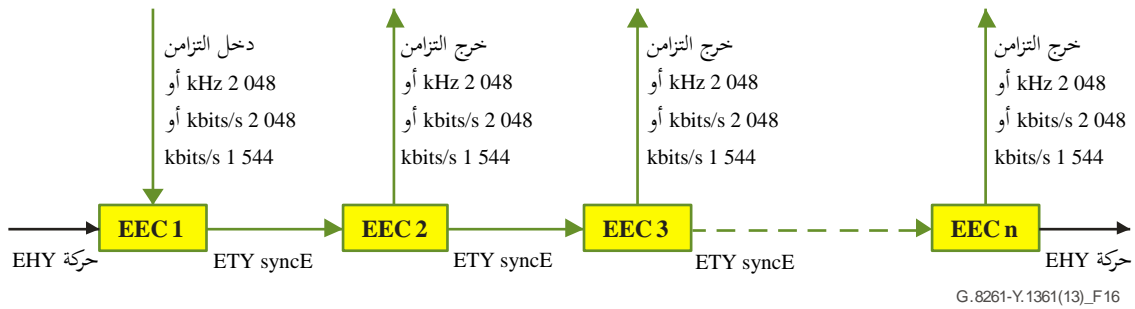 دخل التزامن
2 048 kHz أو
2 048 kbits/s أو
1 544 kbits/s
خرج التزامن
2 048 kHz أو
2 048 kbits/s أو
1 544 kbits/s
خرج التزامن
2 048 kHz أو
2 048 kbits/s أو
1 544 kbits/s
خرج التزامن
2 048 kHz أو
2 048 kbits/s أو
1 544 kbits/s
EEC 1
EEC 2
EEC 3
EEC n
حركة EHY
ETY syncE
ETY syncE
ETY syncE
حركة EHY
G.8261-Y.1361(13)_F16